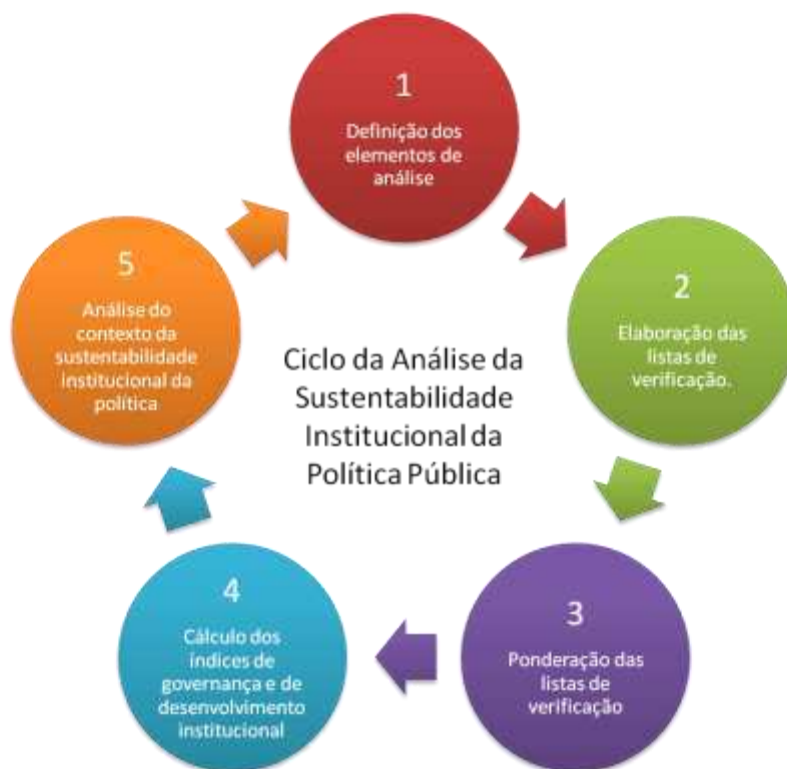 1
Definição dos
elementos de
análise
2
Elaboração das
listas de
verificação.
3
Ponderação das
listas de
verificação
4
Cálculo dos
índices de
governança e de
desenvolvimento
institucional
5
Análise do
contexto da
sustentabilidade
institucional da
política
Ciclo da Análise da
Sustentabilidade
Institucional da
Política Pública